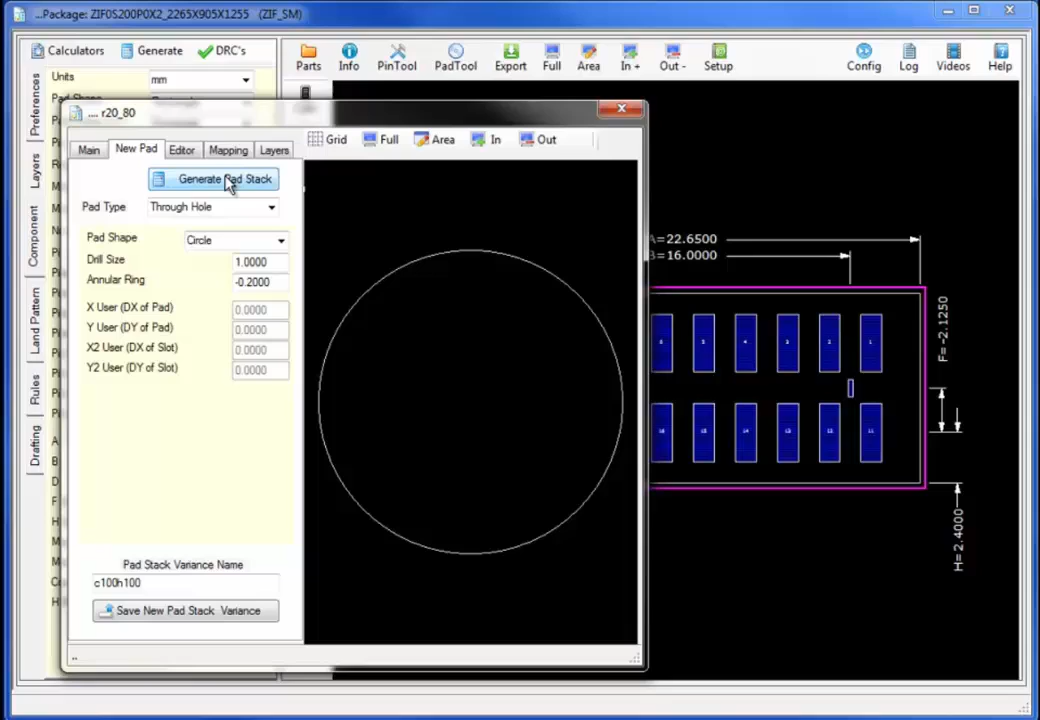 ...Package: ZIF0S200P0X2_2265X905X1255 (ZIF_SM)
Calculators Generate DRC's
Parts Info PinTool PadTool Export Full Area In + Out - Setup Config Log Videos Help
Preferences
Layers
Component
Land Pattern
Rules
Drafting
Units mm
.... r20_80
Main New Pad Editor Mapping Layers
Grid Full Area In Out
Generate Pad Stack
Pad Type Through Hole
Pad Shape Circle
Drill Size 1.0000
Annular Ring -0.2000
X User (DX of Pad) 0.0000
Y User (DY of Pad) 0.0000
X2 User (DX of Slot) 0.0000
Y2 User (DY of Slot) 0.0000
Pad Stack Variance Name
c100h100
Save New Pad Stack Variance
..
A=22.6500
B=16.0000
F=-2.1250
H=2.4000